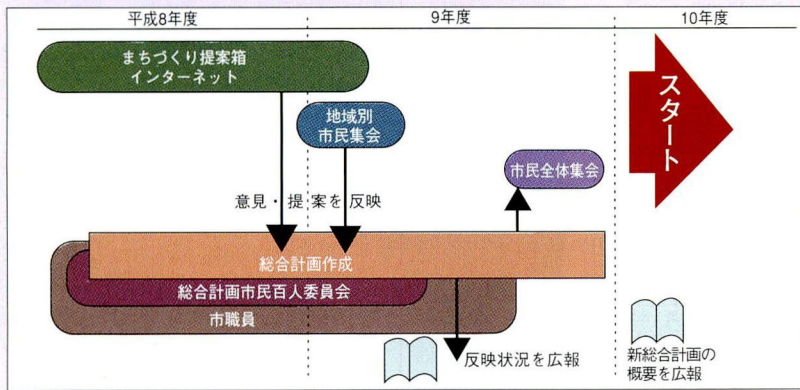 平成8年度
9年度
10年度
まちづくり提案箱
インターネット
地域別
市民集会
スタート
市民全体集会
意見・提案を反映
総合計画作成
総合計画市民百人委員会
市職員
反映状況を広報
新総合計画の
概要を広報